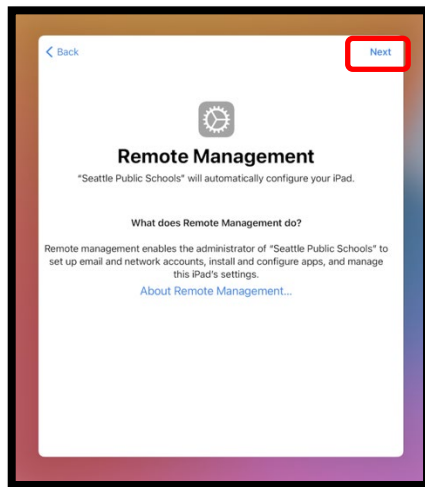 Back
Next
Remote Management
"Seattle Public Schools" will automatically configure your iPad.
What does Remote Management do?
Remote management enables the administrator of "Seattle Public Schools" to
set up email and network accounts, install and configure apps, and manage
this iPad's settings.
About Remote Management...